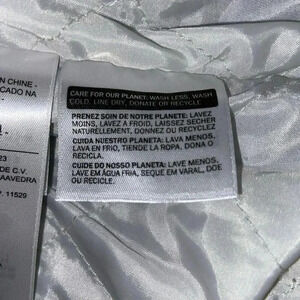 N CHINE -
CADO NA
23
DE C.V.
AAVEDRA
P. 11529
CARE FOR OUR PLANET: WASH LESS, WASH
COLD, LINE DRY, DONATE OR RECYCLE
PRENEZ SOIN DE NOTRE PLANETE: LAVEZ
MOINS, LAVEZ A FROID, LAISSEZ SECHER
NATURELLEMENT, DONNEZ OU RECYCLEZ
CUIDA NUESTRO PLANETA: LAVA MENOS,
LAVA EN FRIO, TIENDE LA ROPA, DONA O
RECICLA.
CUIDE DO NOSSO PLANETA: LAVE MENOS,
LAVE EM ÁGUA FRIA, SEQUE EM VARAL, DOE
OU RECICLE.